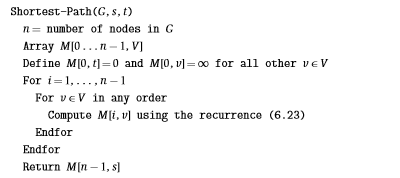 Shortest-Path(G, s, t)
n = number of nodes in G
Array M[0...n−1,V]
Define M[0,t]=0 and M[0,ν]=∞ for all other ν∈V
For i=1,...,n−1
For ν∈V in any order
Compute M[i,ν] using the recurrence (6.23)
Endfor
Endfor
Return M[n−1,s]